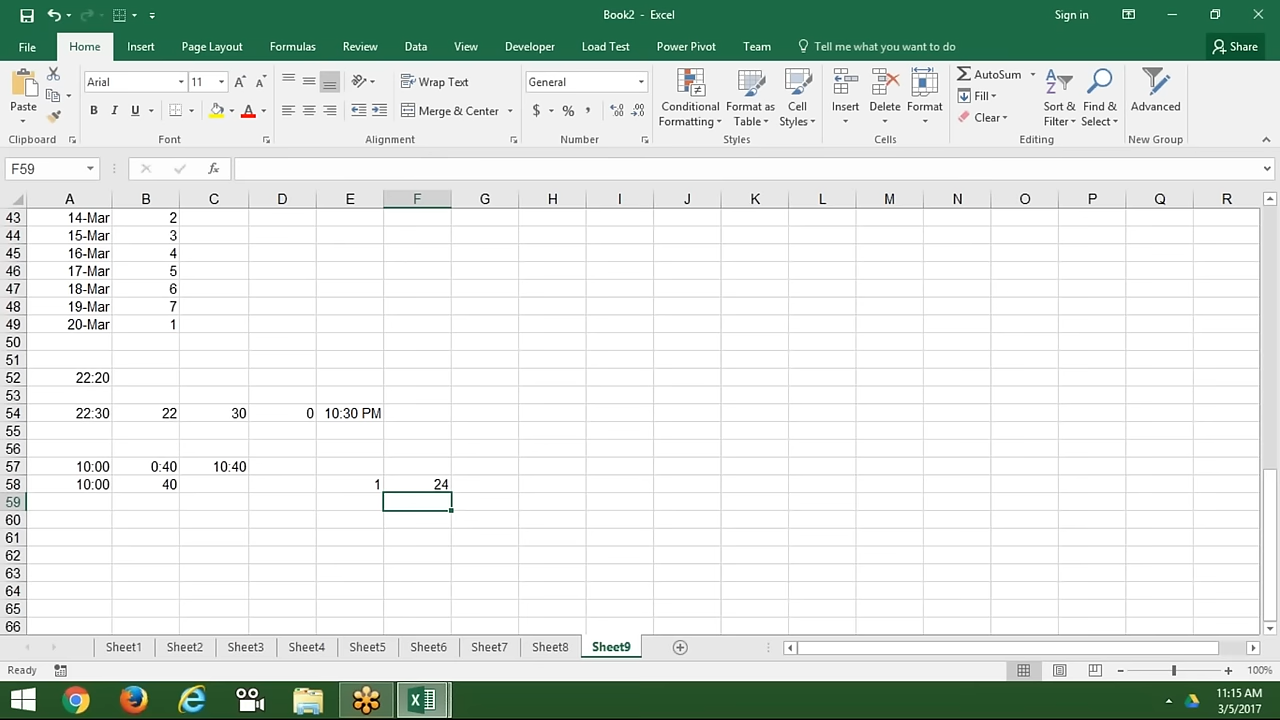 Book2 - Excel
Sign in
File Home Insert Page Layout Formulas Data Review View Developer Load Test Power Pivot Team Tell me what you want to do Share
Paste
Arial 11
Wrap Text
General
Conditional Formatting
Format as Table
Cell Styles
Insert
Delete
Format
AutoSum
Fill
Clear
Sort & Filter
Find & Select
Advanced
B I U
Merge & Center
$ % ,
Clipboard Font Alignment Number Styles Cells Editing New Group
F59 fx
A B C D E F G H I J K L M N O P Q R
43 14-Mar 2
44 15-Mar 3
45 16-Mar 4
46 17-Mar 5
47 18-Mar 6
48 19-Mar 7
49 20-Mar 1
50
51
52 22:20
53
54 22:30 22 30 0 10:30 PM
55
56
57 10:00 0:40 10:40
58 10:00 40 1 24
59
60
61
62
63
64
65
66
Sheet1 Sheet2 Sheet3 Sheet4 Sheet5 Sheet6 Sheet7 Sheet8 Sheet9
Ready 100%
11:15 AM
3/5/2017